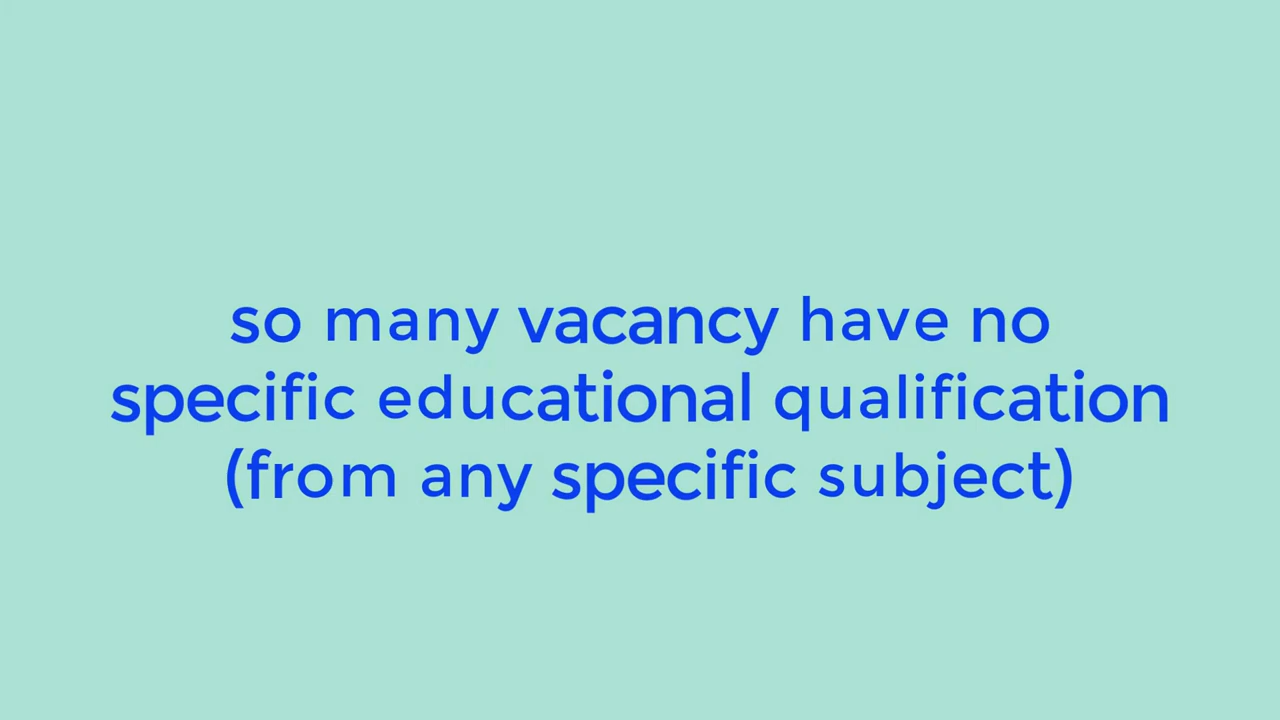 so many vacancy have no
specific educational qualification
(from any specific subject)